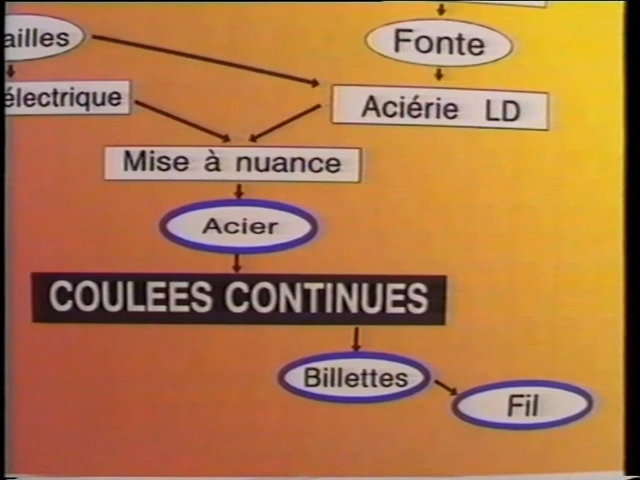 ailles
Fonte
électrique
Aciérie LD
Mise à nuance
Acier
COULEES CONTINUES
Billettes
Fil